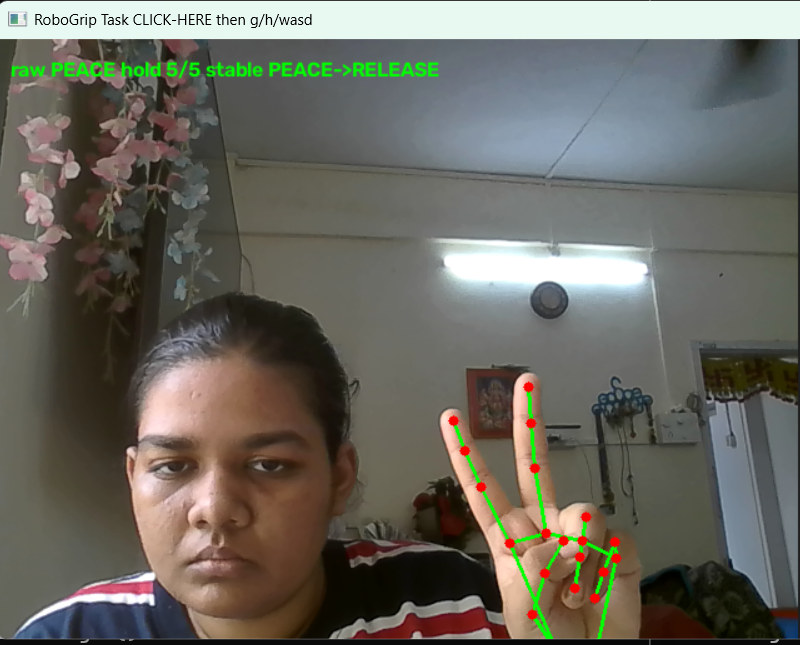 RoboGrip Task CLICK-HERE then g/h/wasd
raw PEACE hold 5/5 stable PEACE->RELEASE